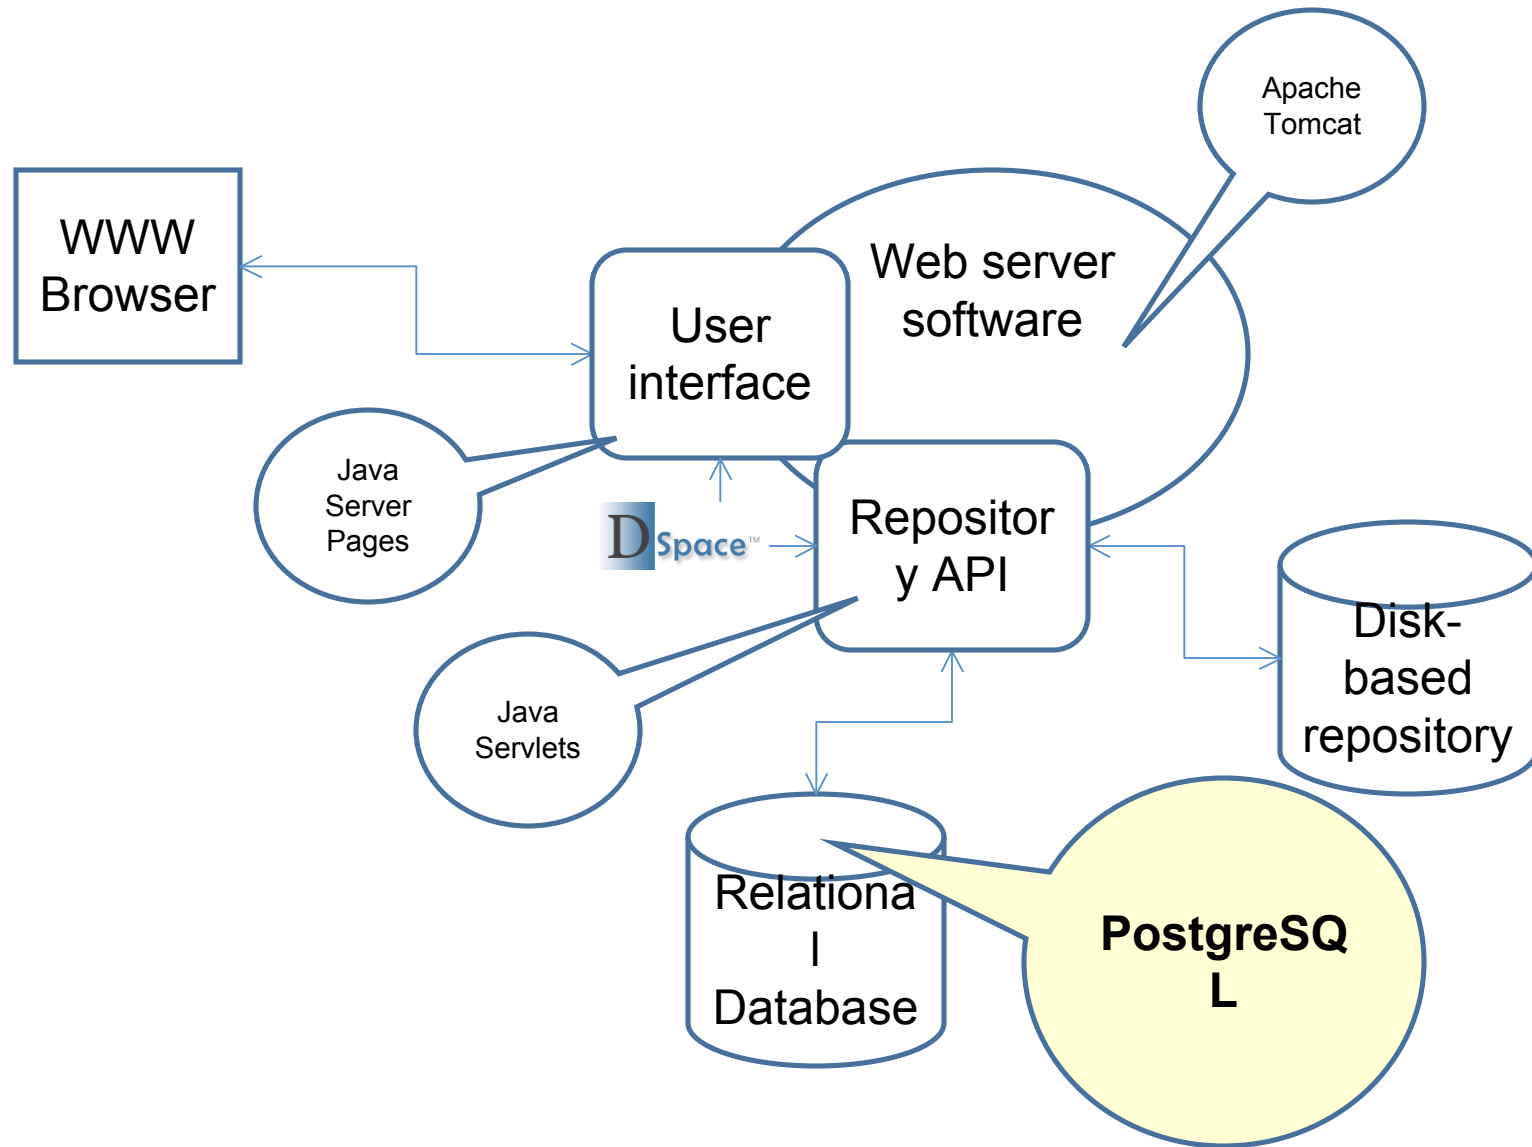 Apache
Tomcat
WWW
Browser
Web server
software
User
interface
Java
Server
Pages
DSpace™
Repositor
y API
Disk-
based
repository
Java
Servlets
Relationa
l
Database
PostgreSQ
L